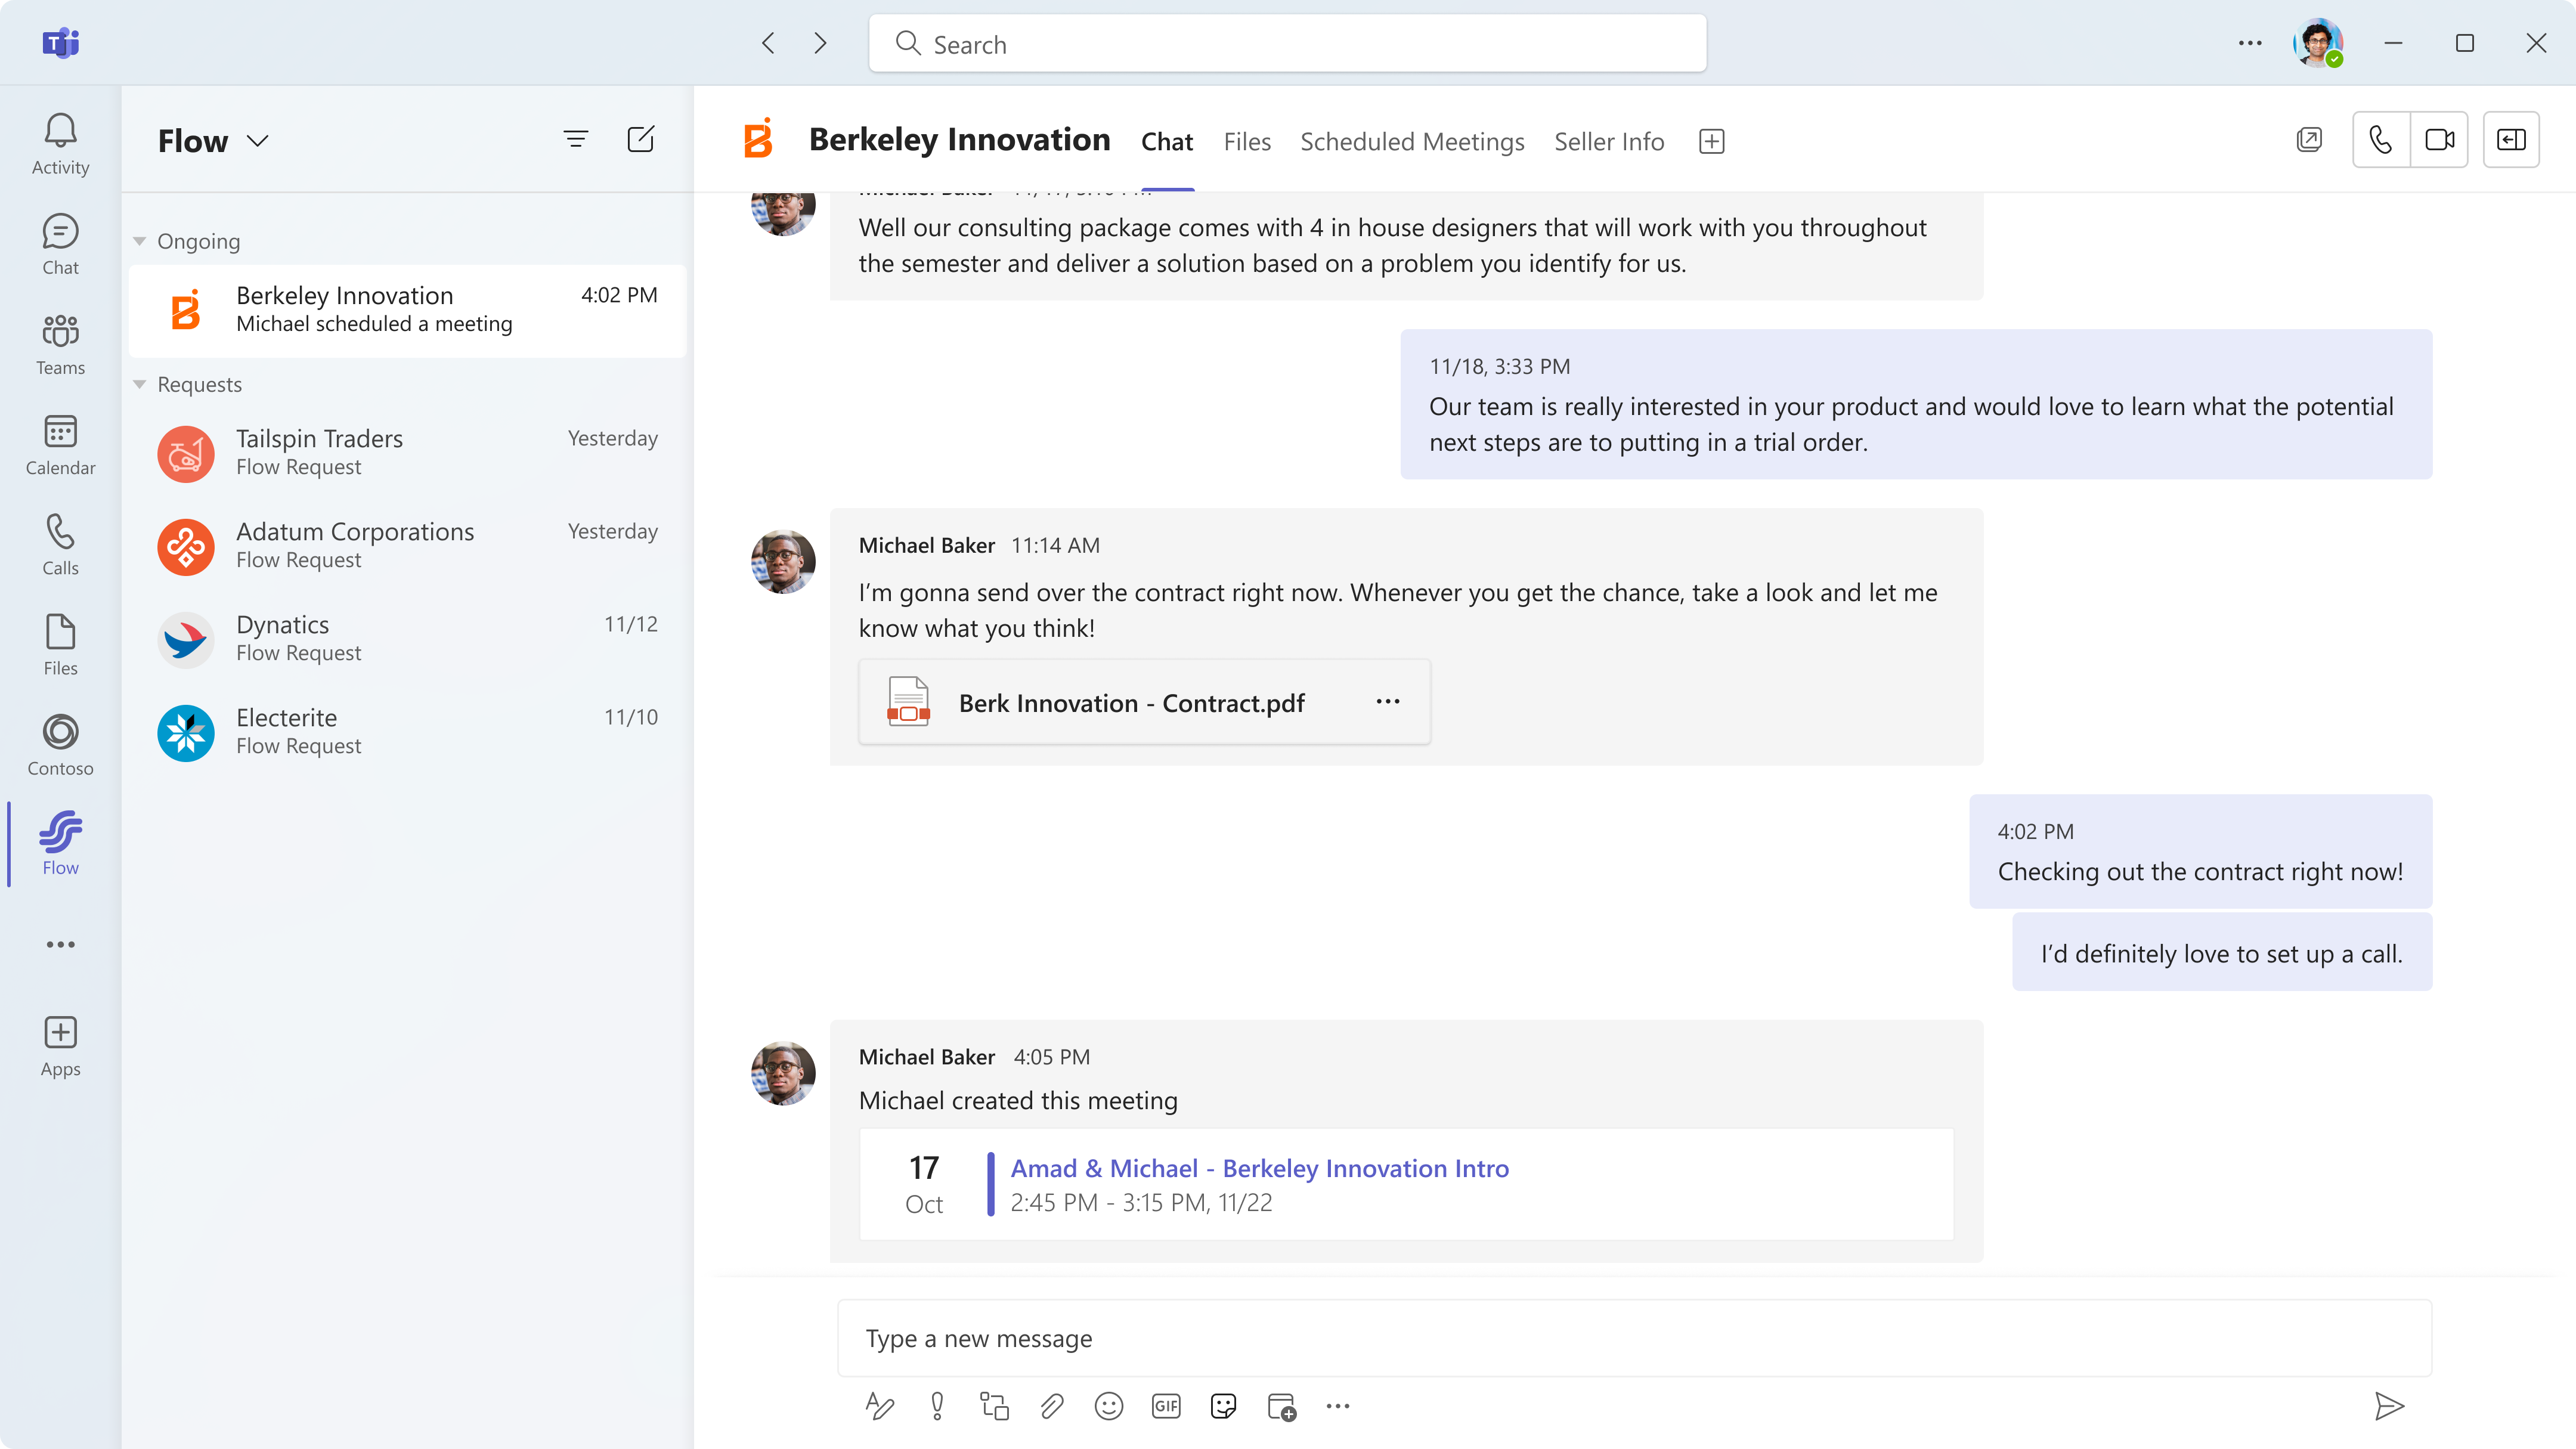 Search
Activity
Chat
Teams
Calendar
Calls
Files
Contoso
Flow
Apps
Flow
Ongoing
Berkeley Innovation 4:02 PM
Michael scheduled a meeting
Requests
Tailspin Traders Yesterday
Flow Request
Adatum Corporations Yesterday
Flow Request
Dynatics 11/12
Flow Request
Electerite 11/10
Flow Request
Berkeley Innovation Chat Files Scheduled Meetings Seller Info
Michael Baker
Well our consulting package comes with 4 in house designers that will work with you throughout
the semester and deliver a solution based on a problem you identify for us.
11/18, 3:33 PM
Our team is really interested in your product and would love to learn what the potential
next steps are to putting in a trial order.
Michael Baker 11:14 AM
I’m gonna send over the contract right now. Whenever you get the chance, take a look and let me
know what you think!
Berk Innovation - Contract.pdf
4:02 PM
Checking out the contract right now!
I’d definitely love to set up a call.
Michael Baker 4:05 PM
Michael created this meeting
17
Oct
Amad & Michael - Berkeley Innovation Intro
2:45 PM - 3:15 PM, 11/22
Type a new message
GIF